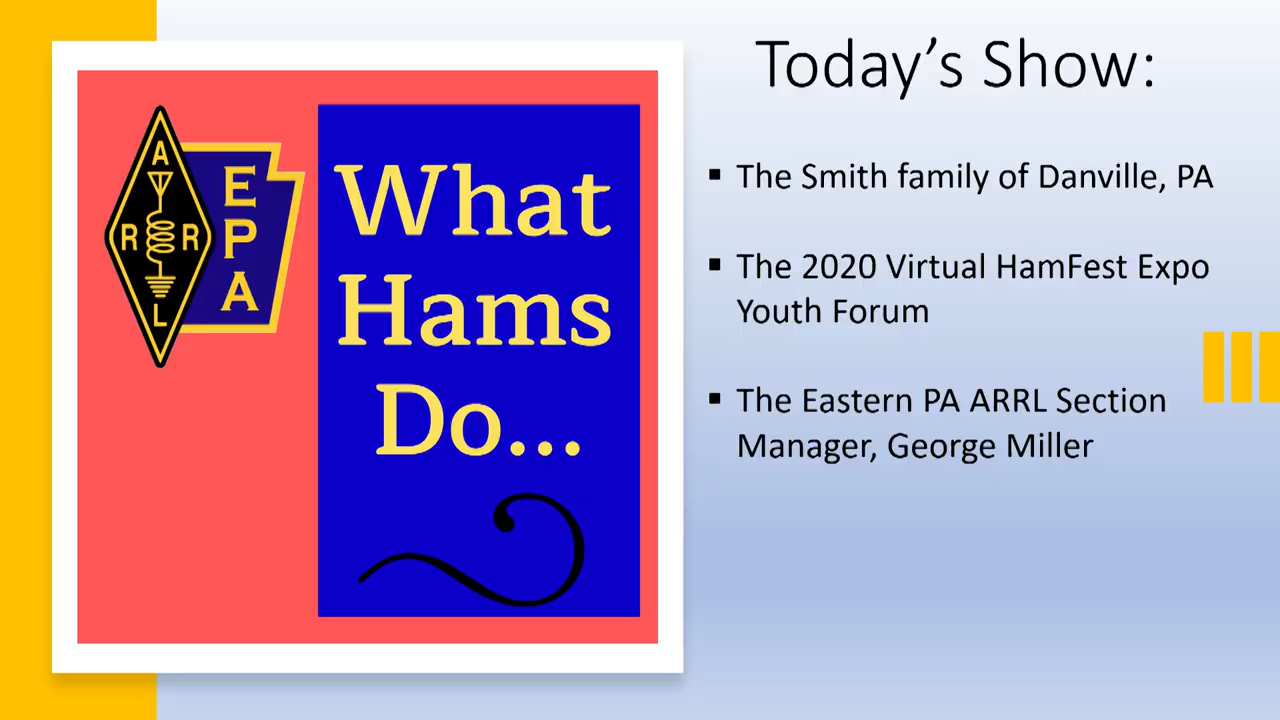 A
R R
L
E
P
A
What
Hams
Do...
Today’s Show:
▪ The Smith family of Danville, PA
▪ The 2020 Virtual HamFest Expo
Youth Forum
▪ The Eastern PA ARRL Section
Manager, George Miller